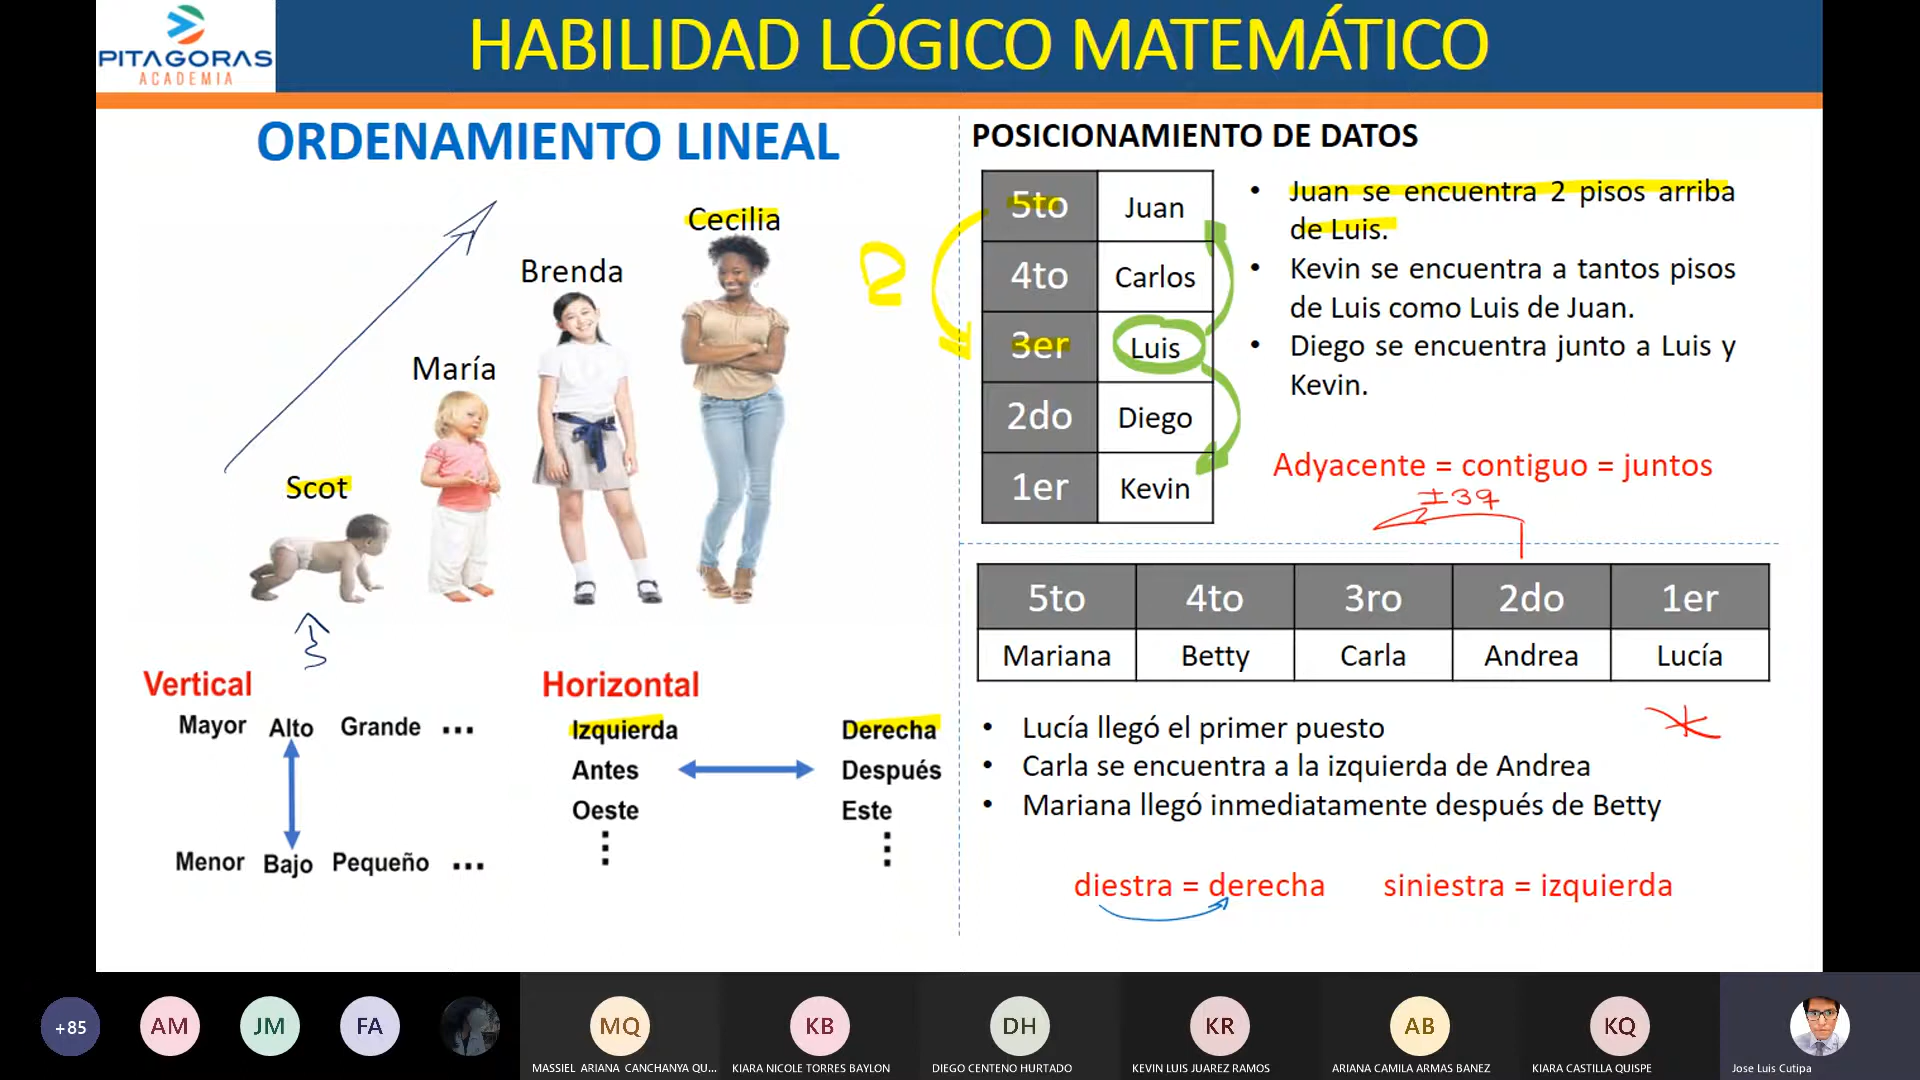 PITAGORAS
ACADEMIA
HABILIDAD LÓGICO MATEMÁTICO
ORDENAMIENTO LINEAL
Cecilia
Brenda
María
Scot
Vertical
Mayor Alto Grande ...
Menor Bajo Pequeño ...
Horizontal
Izquierda Derecha
Antes Después
Oeste Este
⋮ ⋮
POSICIONAMIENTO DE DATOS
5to Juan
4to Carlos
3er Luis
2do Diego
1er Kevin
2
• Juan se encuentra 2 pisos arriba
de Luis.
• Kevin se encuentra a tantos pisos
de Luis como Luis de Juan.
• Diego se encuentra junto a Luis y
Kevin.
Adyacente = contiguo = juntos
5to 4to 3ro 2do 1er
Mariana Betty Carla Andrea Lucía
• Lucía llegó el primer puesto
• Carla se encuentra a la izquierda de Andrea
• Mariana llegó inmediatamente después de Betty
diestra = derecha siniestra = izquierda
+85
AM
JM
FA
MQ
MASSIEL ARIANA CANCHANYA QU...
KB
KIARA NICOLE TORRES BAYLON
DH
DIEGO CENTENO HURTADO
KR
KEVIN LUIS JUAREZ RAMOS
AB
ARIANA CAMILA ARMAS BANEZ
KQ
KIARA CASTILLA QUISPE
Jose Luis Cutipa